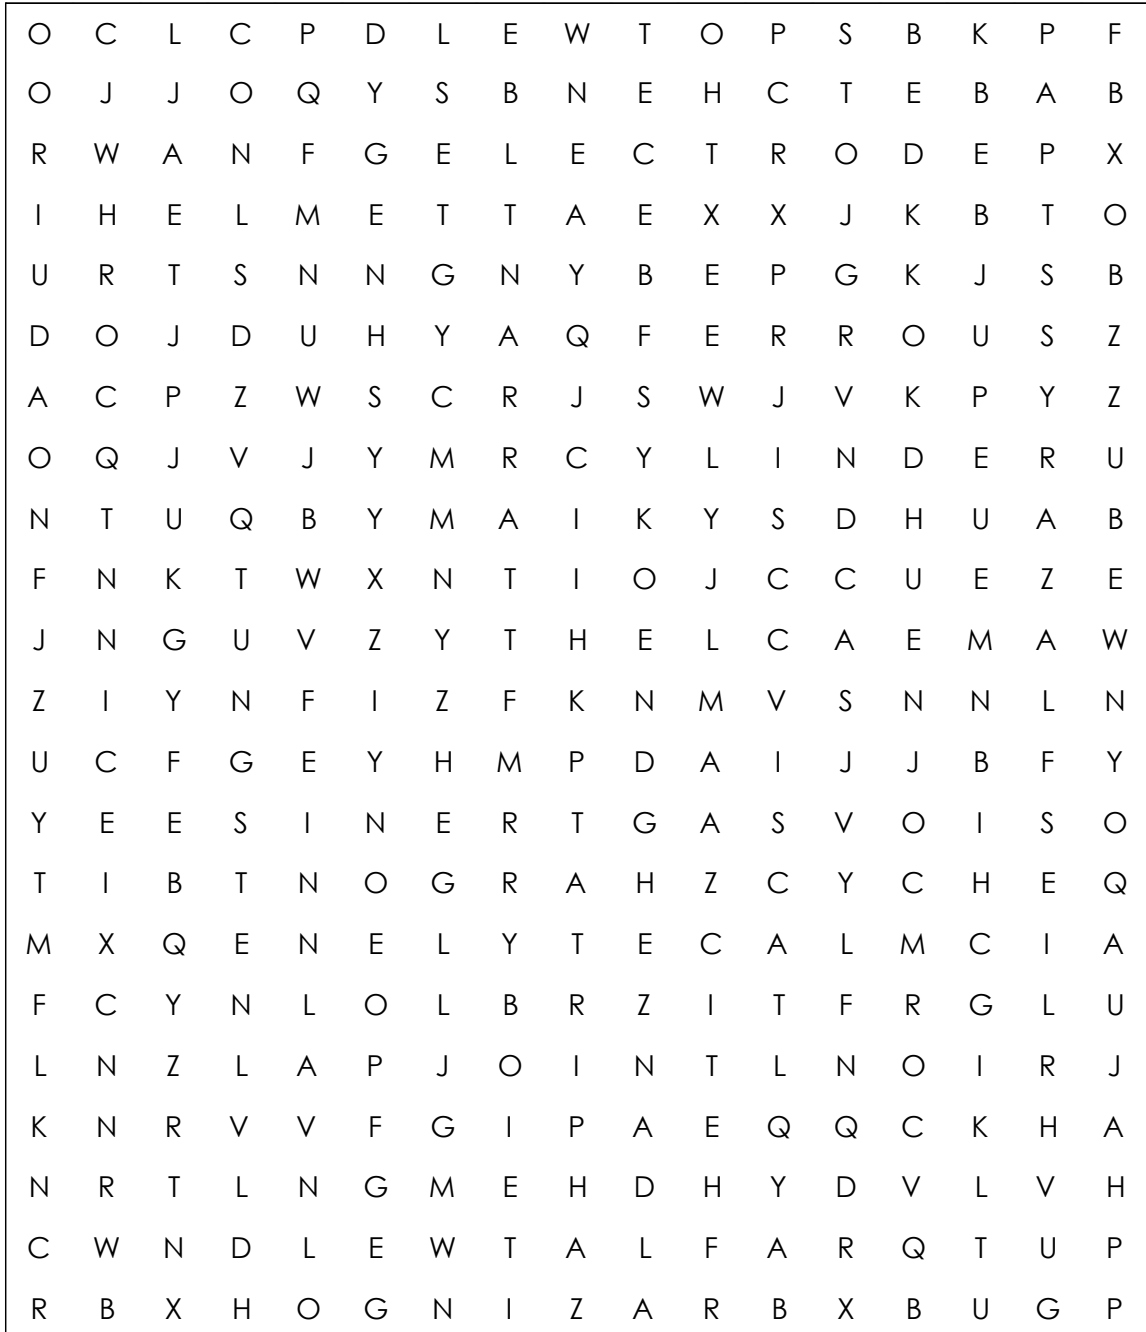 O C L C P D L E W T O P S B K P F
O J J O Q Y S B N E H C T E B A B
R W A N F G E L E C T R O D E P X
I H E L M E T T A E X X J K B T O
U R T S N N G N Y B E P G K J S B
D O J D U H Y A Q F E R R O U S Z
A C P Z W S C R J S W J V K P Y Z
O Q J V J Y M R C Y L I N D E R U
N T U Q B Y M A I K Y S D H U A B
F N K T W X N T I O J C C U E Z E
J N G U V Z Y T H E L C A E M A W
Z I Y N F I Z F K N M V S N N L N
U C F G E Y H M P D A I J J B F Y
Y E E S I N E R T G A S V O I S O
T I B T N O G R A H Z C Y C H E Q
M X Q E N E L Y T E C A L M C I A
F C Y N L O L B R Z I T F R G L U
L N Z L A P J O I N T L N O I R J
K N R V V F G I P A E Q Q C K H A
N R T L N G M E H D H Y D V L V H
C W N D L E W T A L F A R Q T U P
R B X H O G N I Z A R B X B U G P